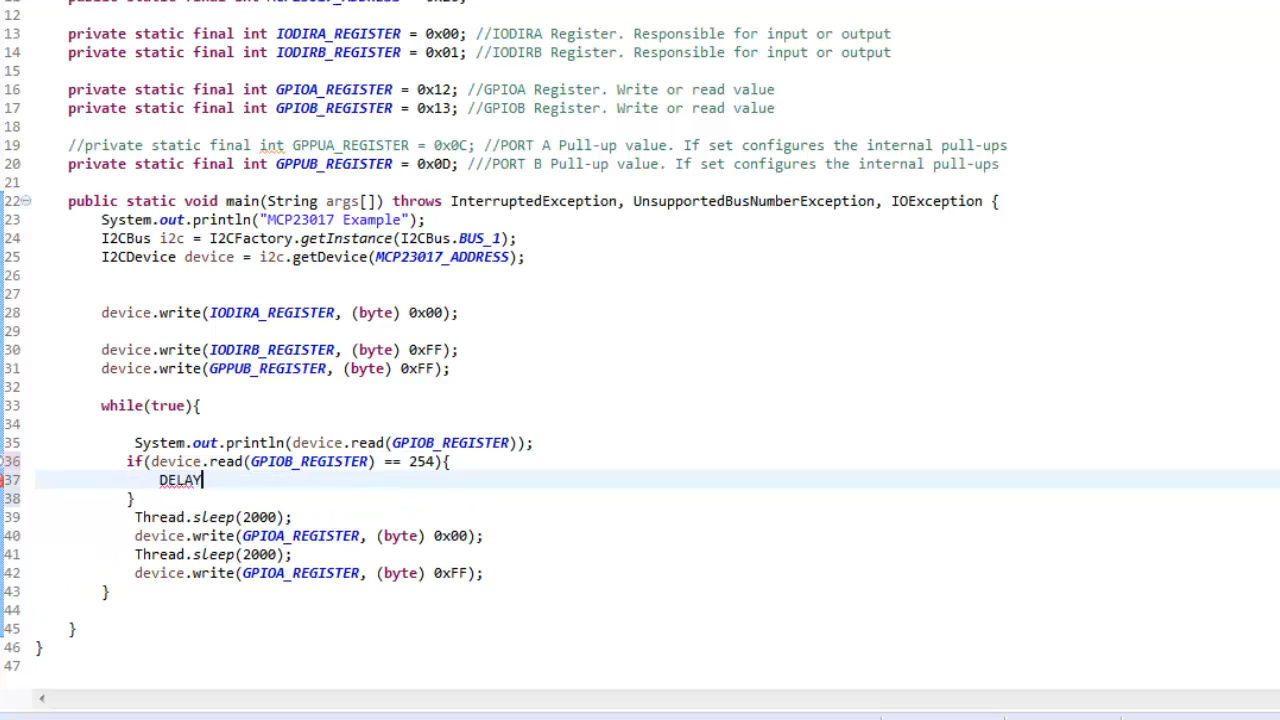 12
13 private static final int IODIRA_REGISTER = 0x00; //IODIRA Register. Responsible for input or output
14 private static final int IODIRB_REGISTER = 0x01; //IODIRB Register. Responsible for input or output
15
16 private static final int GPIOA_REGISTER = 0x12; //GPIOA Register. Write or read value
17 private static final int GPIOB_REGISTER = 0x13; //GPIOB Register. Write or read value
18
19 //private static final int GPPUA_REGISTER = 0x0C; //PORT A Pull-up value. If set configures the internal pull-ups
20 private static final int GPPUB_REGISTER = 0x0D; ///PORT B Pull-up value. If set configures the internal pull-ups
21
22 public static void main(String args[]) throws InterruptedException, UnsupportedBusNumberException, IOException {
23 System.out.println("MCP23017 Example");
24 I2CBus i2c = I2CFactory.getInstance(I2CBus.BUS_1);
25 I2CDevice device = i2c.getDevice(MCP23017_ADDRESS);
26
27
28 device.write(IODIRA_REGISTER, (byte) 0x00);
29
30 device.write(IODIRB_REGISTER, (byte) 0xFF);
31 device.write(GPPUB_REGISTER, (byte) 0xFF);
32
33 while(true){
34
35 System.out.println(device.read(GPIOB_REGISTER));
36 if(device.read(GPIOB_REGISTER) == 254){
37 DELAY
38 }
39 Thread.sleep(2000);
40 device.write(GPIOA_REGISTER, (byte) 0x00);
41 Thread.sleep(2000);
42 device.write(GPIOA_REGISTER, (byte) 0xFF);
43 }
44
45 }
46 }
47